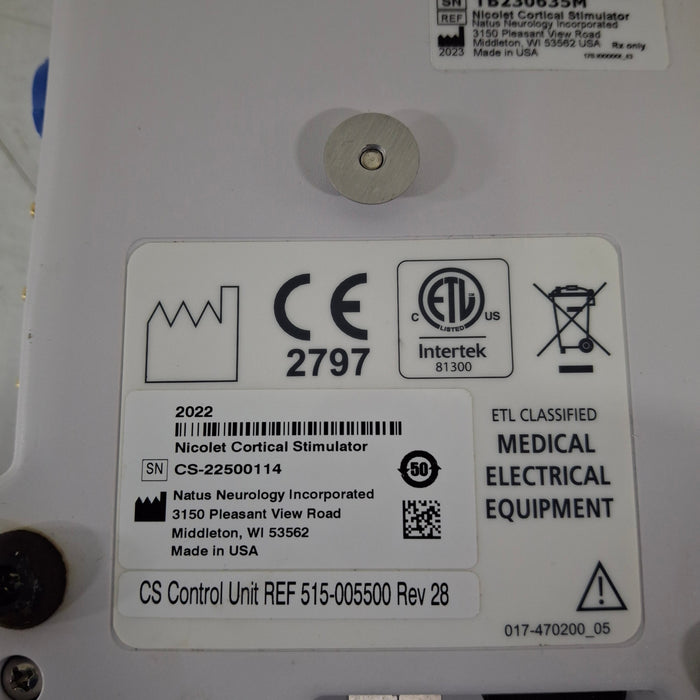 SN TB230635M
REF Nicolet Cortical Stimulator
Natus Neurology Incorporated
3150 Pleasant View Road
Middleton, WI 53562 USA Rx only
2023 Made in USA
CE
2797
ETL
LISTED
C US
Intertek
81300
2022
Nicolet Cortical Stimulator
SN CS-22500114
50
Natus Neurology Incorporated
3150 Pleasant View Road
Middleton, WI 53562
Made in USA
ETL CLASSIFIED
MEDICAL
ELECTRICAL
EQUIPMENT
CS Control Unit REF 515-005500 Rev 28
017-470200_05